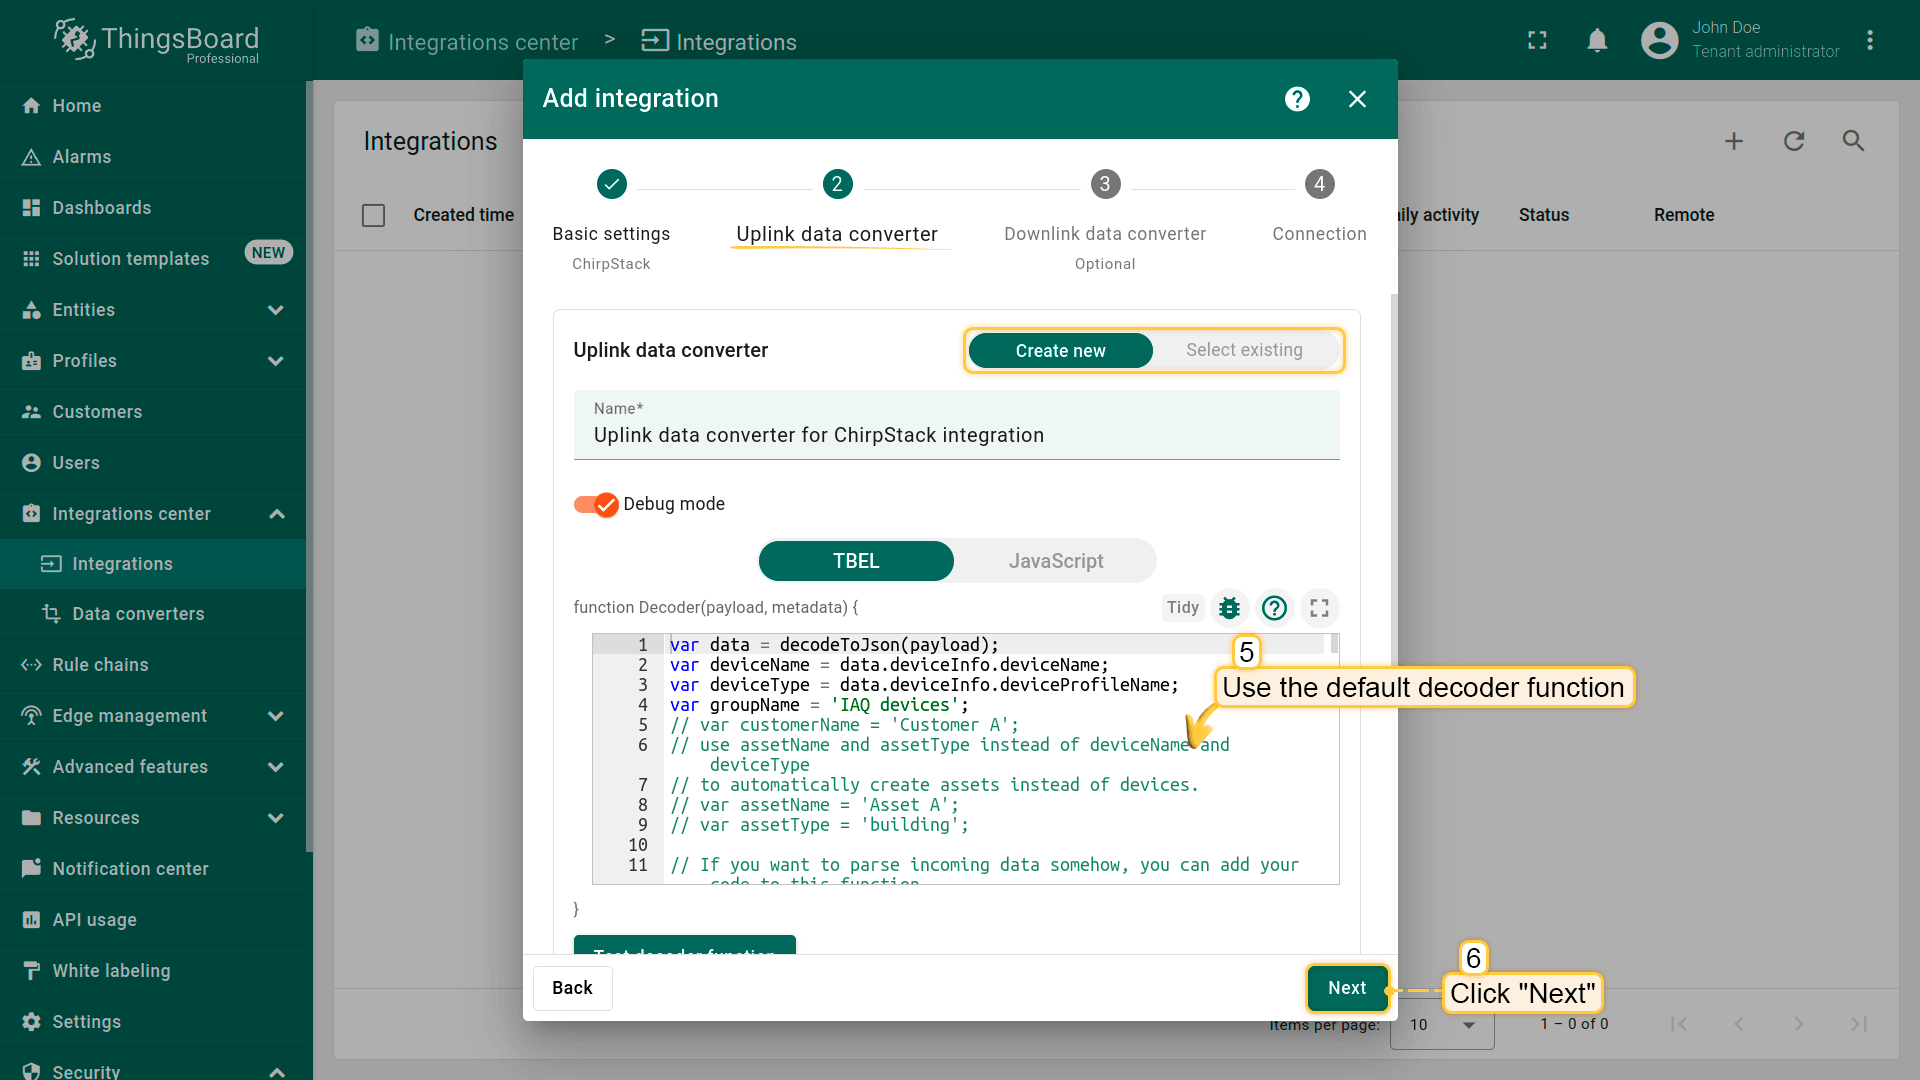 ThingsBoard
Professional
Integrations center > Integrations
John Doe
Tenant administrator
Home
Alarms
Dashboards
Solution templates NEW
Entities
Profiles
Customers
Users
Integrations center
Integrations
Data converters
Rule chains
Edge management
Advanced features
Resources
Notification center
API usage
White labeling
Settings
Security
Integrations
Created time
ily activity Status Remote
Add integration
2 3 4
Basic settings Uplink data converter Downlink data converter Connection
ChirpStack Optional
Uplink data converter Create new Select existing
Name*
Uplink data converter for ChirpStack integration
Debug mode
TBEL JavaScript
function Decoder(payload, metadata) { Tidy
1 var data = decodeToJson(payload);
2 var deviceName = data.deviceInfo.deviceName;
3 var deviceType = data.deviceInfo.deviceProfileName;
4 var groupName = 'IAQ devices';
5 // var customerName = 'Customer A';
6 // use assetName and assetType instead of deviceName and
deviceType
7 // to automatically create assets instead of devices.
8 // var assetName = 'Asset A';
9 // var assetType = 'building';
10
11 // If you want to parse incoming data somehow, you can add your
code to this function
}
Test decoder function
5
Use the default decoder function
Back Next
6
Click "Next"
Items per page: 10 1 – 0 of 0